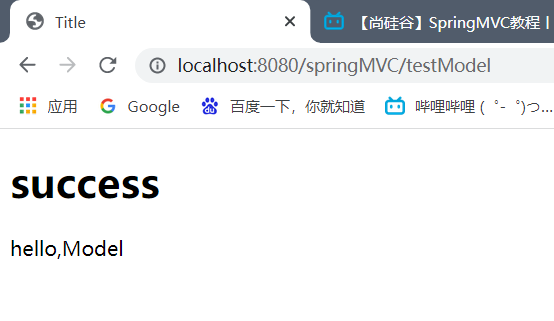 Title 【尚硅谷】SpringMVC教程丨
localhost:8080/springMVC/testModel
应用 Google 百度一下，你就知道 哔哩哔哩 (゜-゜)つ...
success
hello,Model